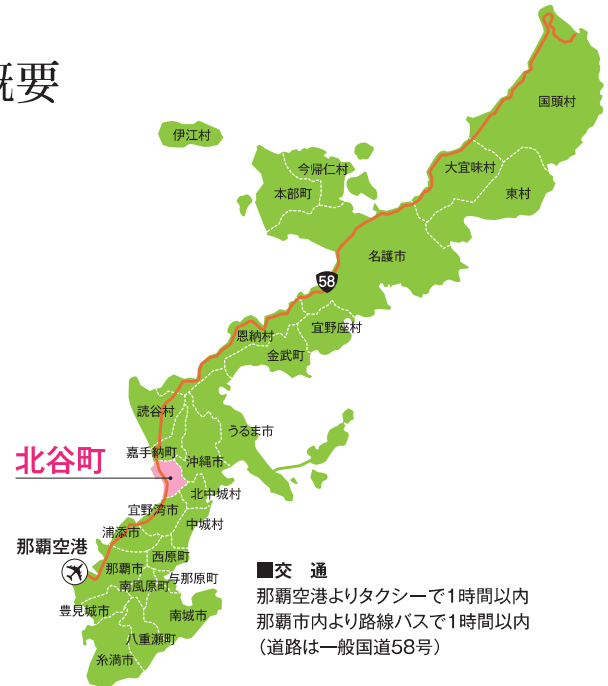 概要
国頭村
伊江村
今帰仁村
大宜味村
本部町
東村
名護市
58
宜野座村
恩納村
金武町
読谷村
うるま市
嘉手納町
沖縄市
北谷町
北中城村
宜野湾市
中城村
浦添市
那覇空港
西原町
那覇市
与那原町
南風原町
豊見城市
南城市
八重瀬町
糸満市
■交　通
那覇空港よりタクシーで1時間以内
那覇市内より路線バスで1時間以内
（道路は一般国道58号）